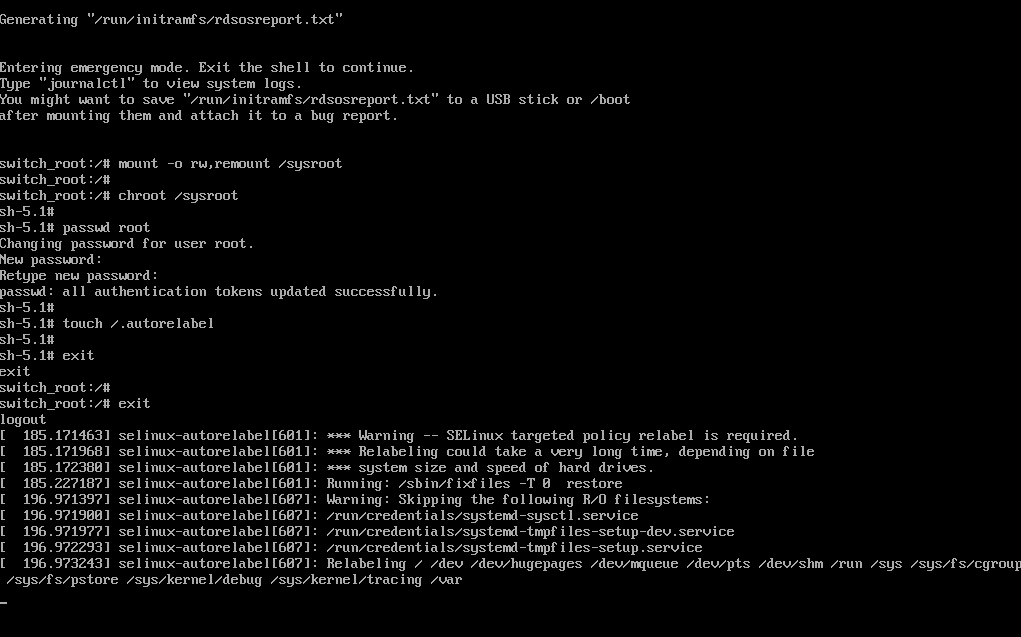 Generating "/run/initramfs/rdsosreport.txt"
Entering emergency mode. Exit the shell to continue.
Type "journalctl" to view system logs.
You might want to save "/run/initramfs/rdsosreport.txt" to a USB stick or /boot
after mounting them and attach it to a bug report.
switch_root:/# mount -o rw,remount /sysroot
switch_root:/#
switch_root:/# chroot /sysroot
sh-5.1#
sh-5.1# passwd root
Changing password for user root.
New password:
Retype new password:
passwd: all authentication tokens updated successfully.
sh-5.1#
sh-5.1# touch /.autorelabel
sh-5.1#
sh-5.1# exit
exit
switch_root:/#
switch_root:/# exit
logout
[  185.171463] selinux-autorelabel[601]: *** Warning -- SELinux targeted policy relabel is required.
[  185.171968] selinux-autorelabel[601]: *** Relabeling could take a very long time, depending on file
[  185.172380] selinux-autorelabel[601]: *** system size and speed of hard drives.
[  185.227187] selinux-autorelabel[601]: Running: /sbin/fixfiles -T 0  restore
[  196.971397] selinux-autorelabel[607]: Warning: Skipping the following R/O filesystems:
[  196.971900] selinux-autorelabel[607]: /run/credentials/systemd-sysctl.service
[  196.971977] selinux-autorelabel[607]: /run/credentials/systemd-tmpfiles-setup-dev.service
[  196.972293] selinux-autorelabel[607]: /run/credentials/systemd-tmpfiles-setup.service
[  196.973243] selinux-autorelabel[607]: Relabeling / /dev /dev/hugepages /dev/mqueue /dev/pts /dev/shm /run /sys /sys/fs/cgroup
 /sys/fs/pstore /sys/kernel/debug /sys/kernel/tracing /var